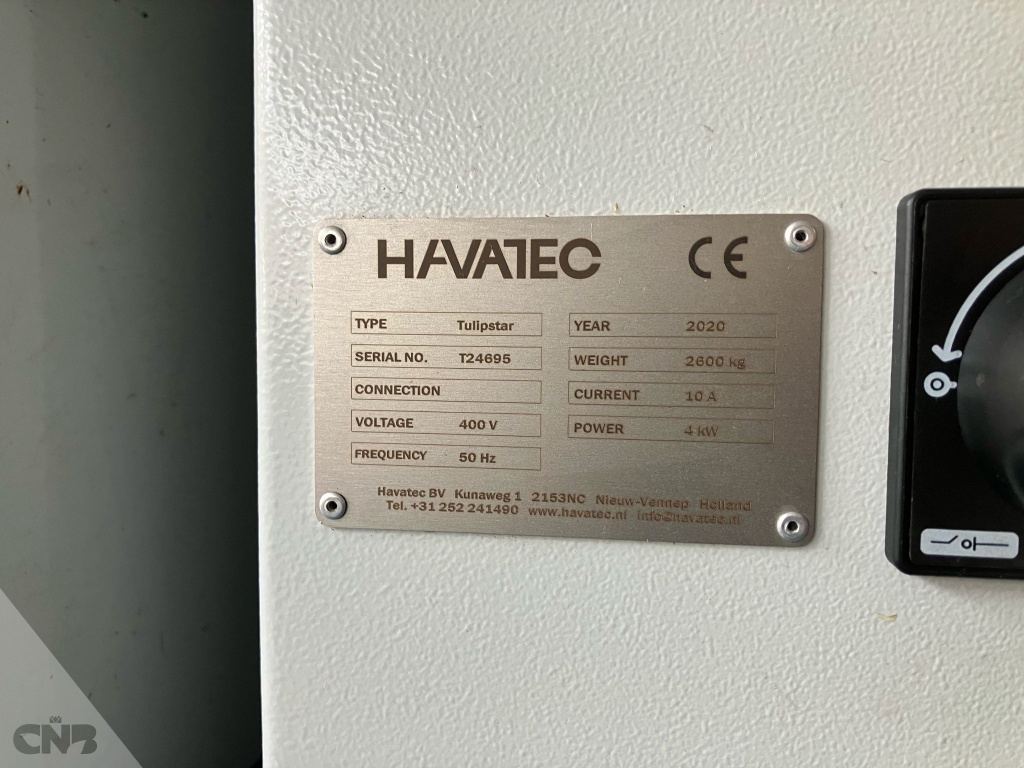 HAVATEC CE
TYPE Tulipstar
SERIAL NO. T24695
CONNECTION
VOLTAGE 400 V
FREQUENCY 50 Hz
YEAR 2020
WEIGHT 2600 kg
CURRENT 10 A
POWER 4 kW
Havatec BV Kunaweg 1 2153NC Nieuw-Vennep Holland
Tel. +31 252 241490 www.havatec.nl info@havatec.nl
CNB